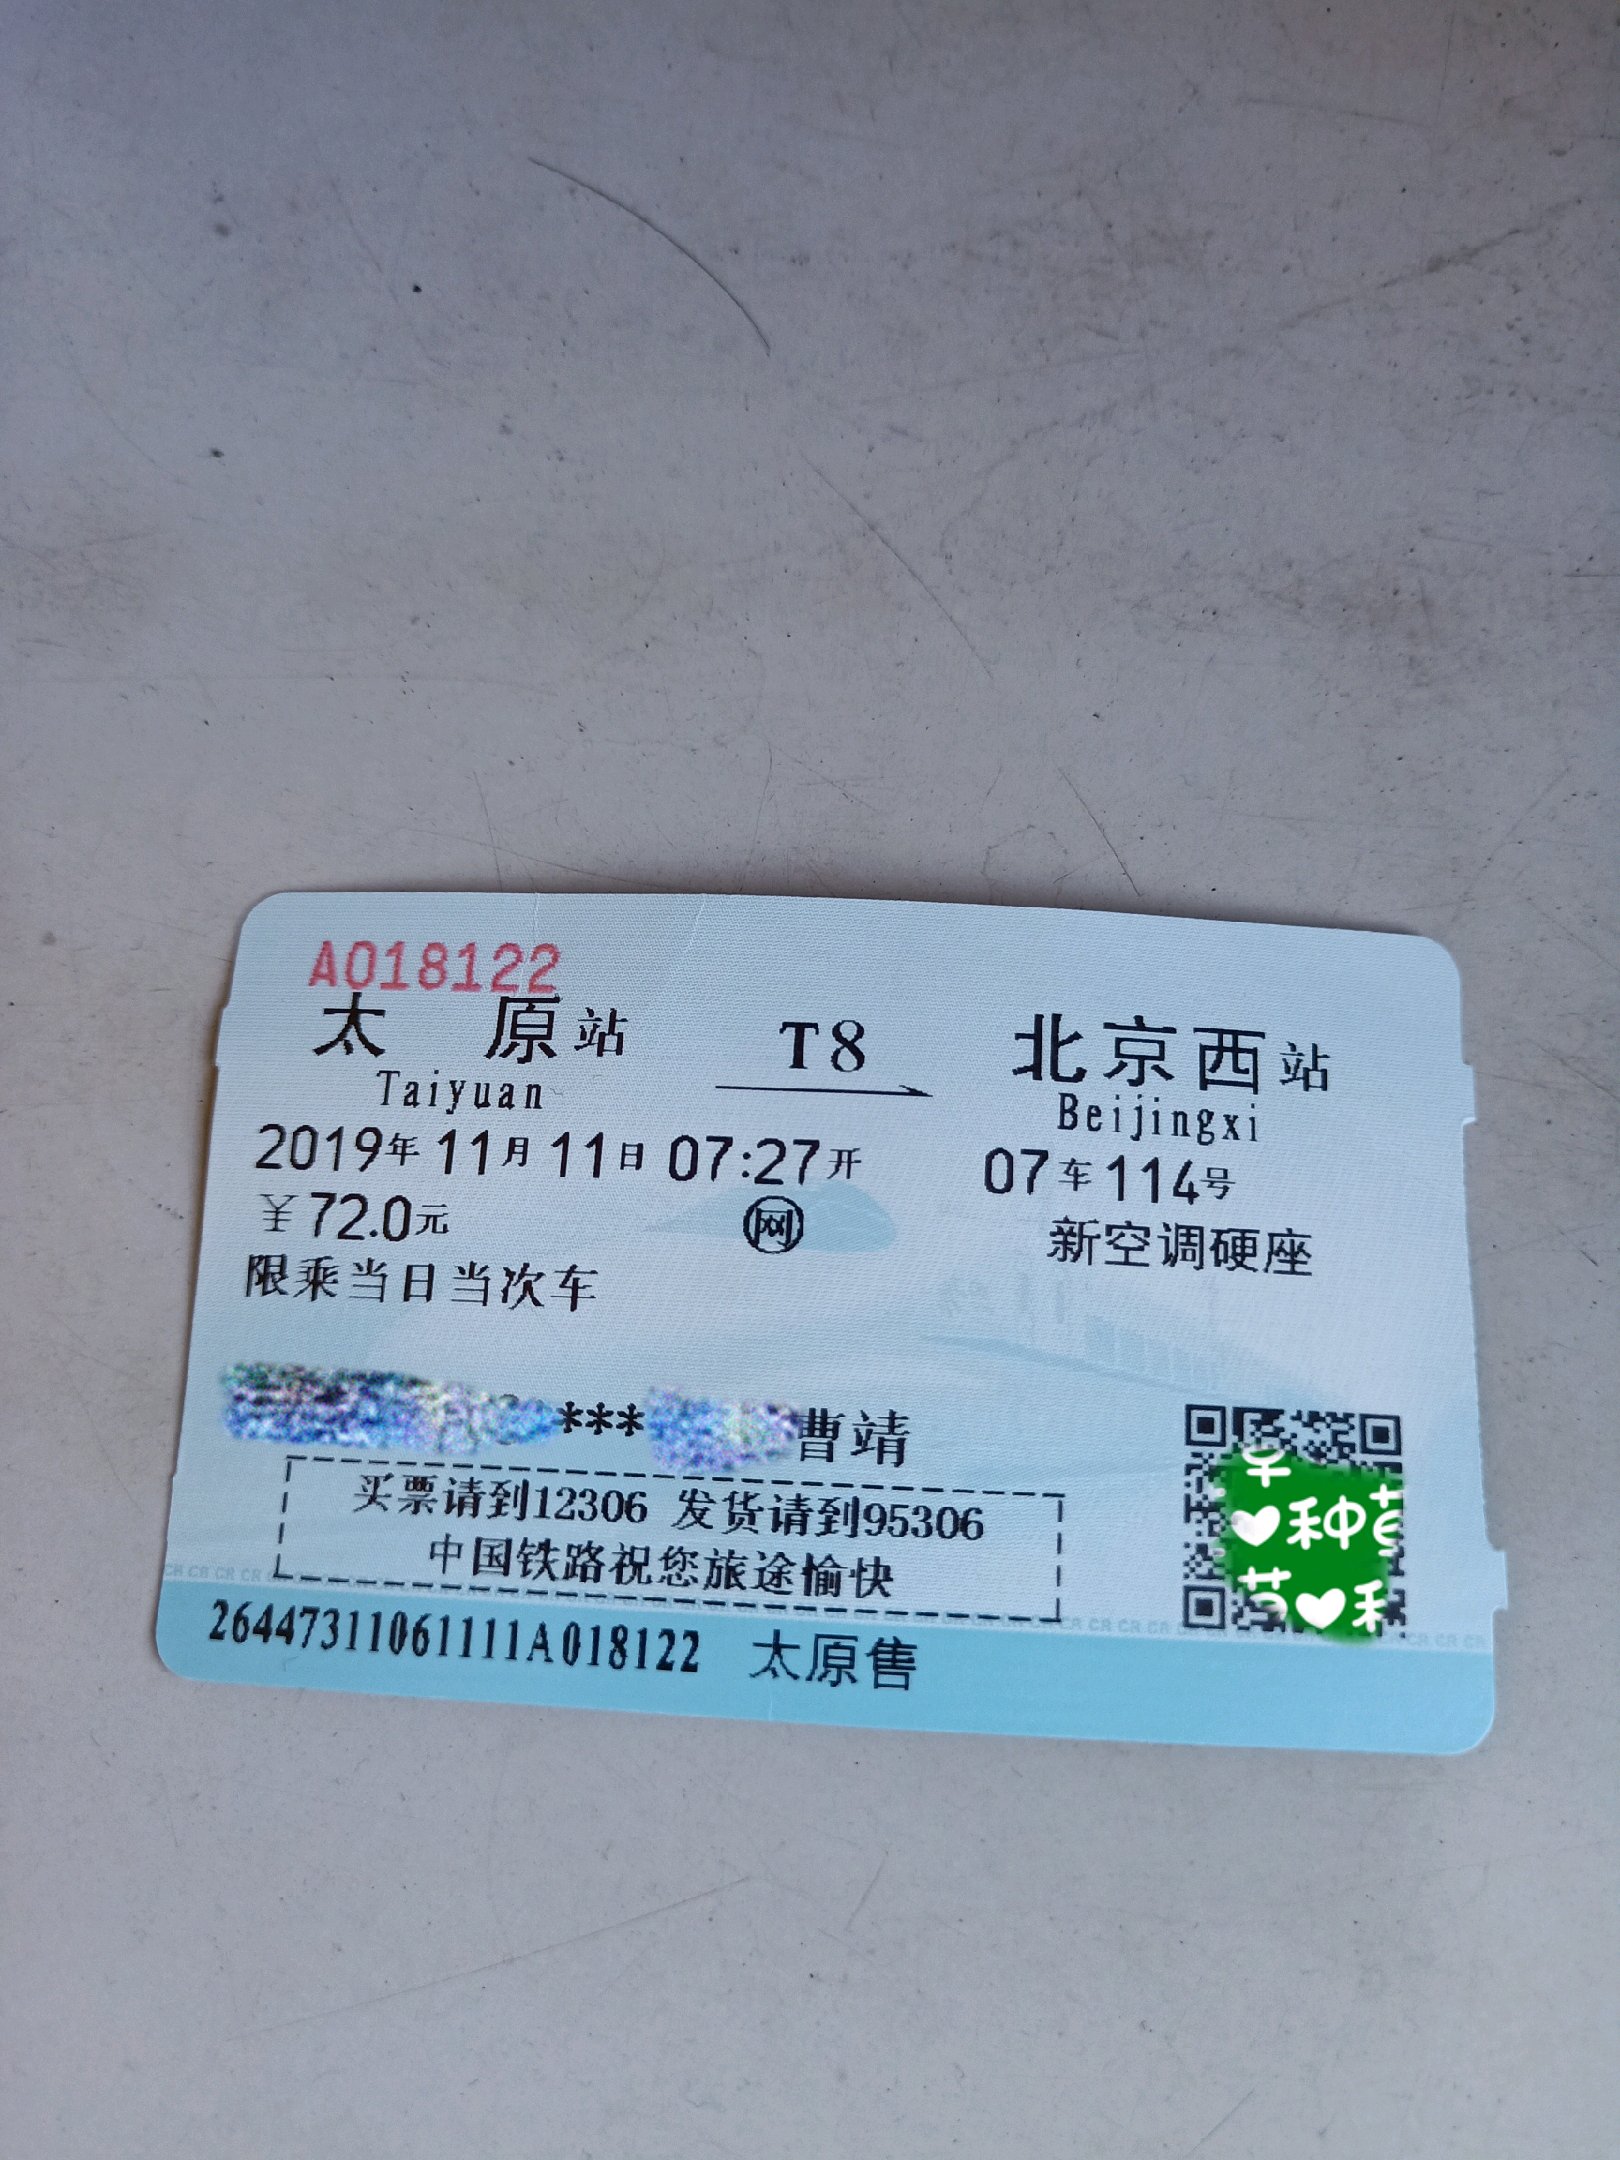 A018122
太原站 T8 北京西站
Taiyuan Beijingxi
2019年11月11日 07:27开 07车114号
¥72.0元 网 新空调硬座
限乘当日当次车
*** 曹靖
买票请到12306 发货请到95306
中国铁路祝您旅途愉快
26447311061111A018122 太原售
♥种
♥